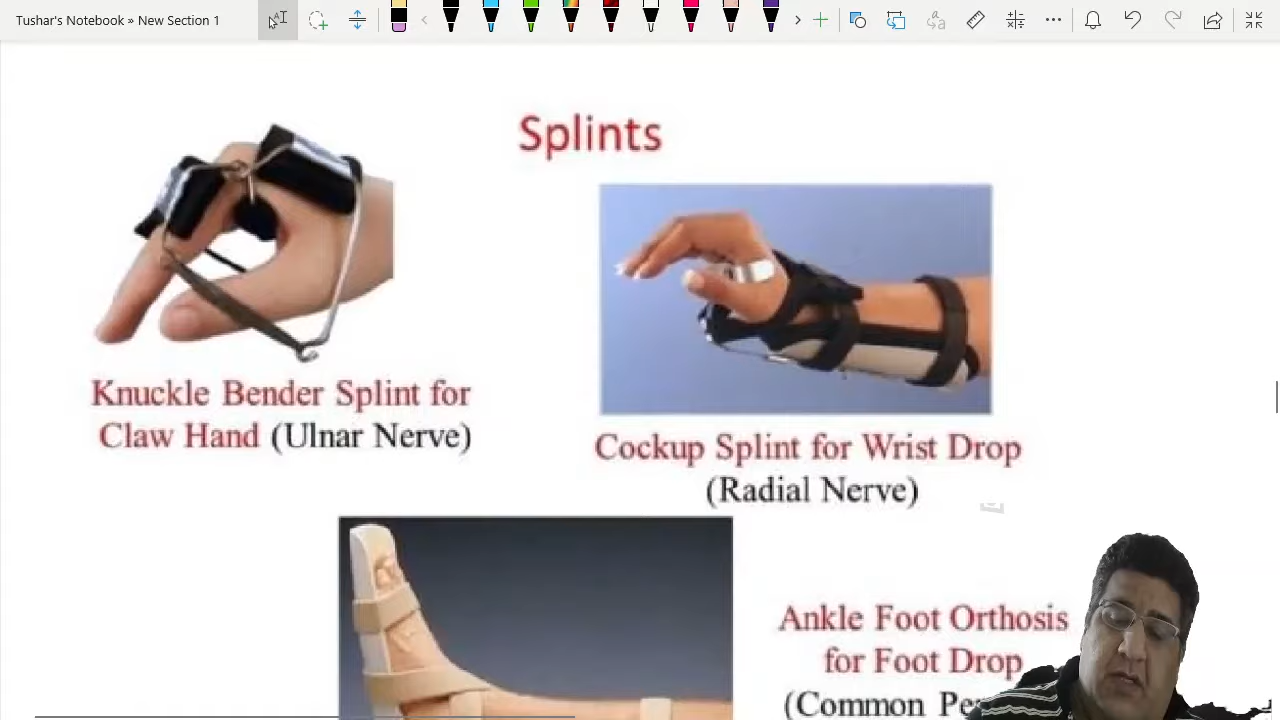 Tushar's Notebook » New Section 1
Splints
Knuckle Bender Splint for
Claw Hand (Ulnar Nerve)
Cockup Splint for Wrist Drop
(Radial Nerve)
Ankle Foot Orthosis
for Foot Drop
(Common